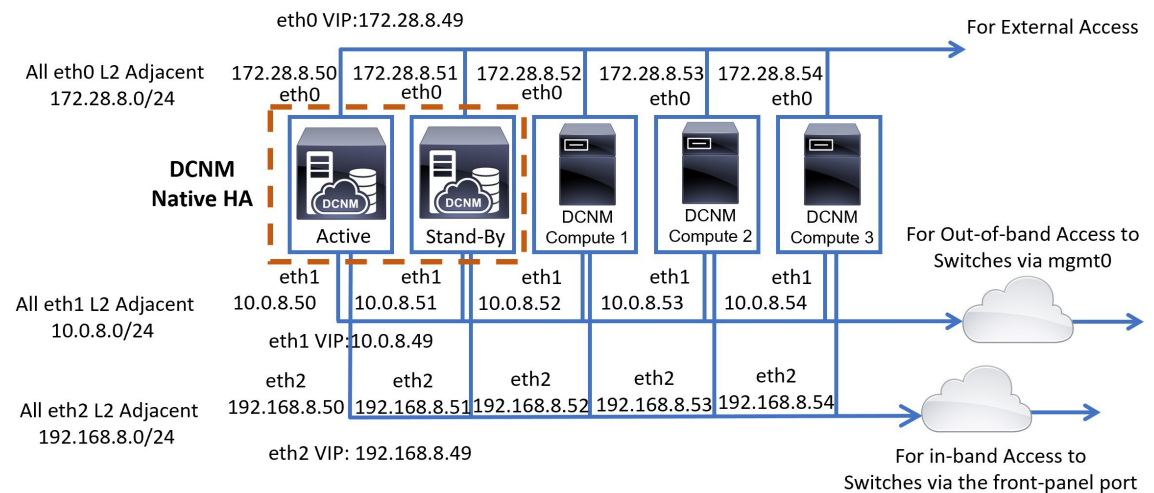 eth0 VIP:172.28.8.49
For External Access
All eth0 L2 Adjacent
172.28.8.0/24
172.28.8.50 172.28.8.51 172.28.8.52 172.28.8.53 172.28.8.54
eth0 eth0 eth0 eth0 eth0
DCNM
Native HA
DCNM
Active
DCNM
Stand-By
DCNM
Compute 1
DCNM
Compute 2
DCNM
Compute 3
For Out-of-band Access to
Switches via mgmt0
All eth1 L2 Adjacent
10.0.8.0/24
eth1 eth1 eth1 eth1 eth1
10.0.8.50 10.0.8.51 10.0.8.52 10.0.8.53 10.0.8.54
eth1 VIP:10.0.8.49
All eth2 L2 Adjacent
192.168.8.0/24
eth2 eth2 eth2 eth2 eth2
192.168.8.50 192.168.8.51 192.168.8.52 192.168.8.53 192.168.8.54
eth2 VIP: 192.168.8.49
For in-band Access to
Switches via the front-panel port